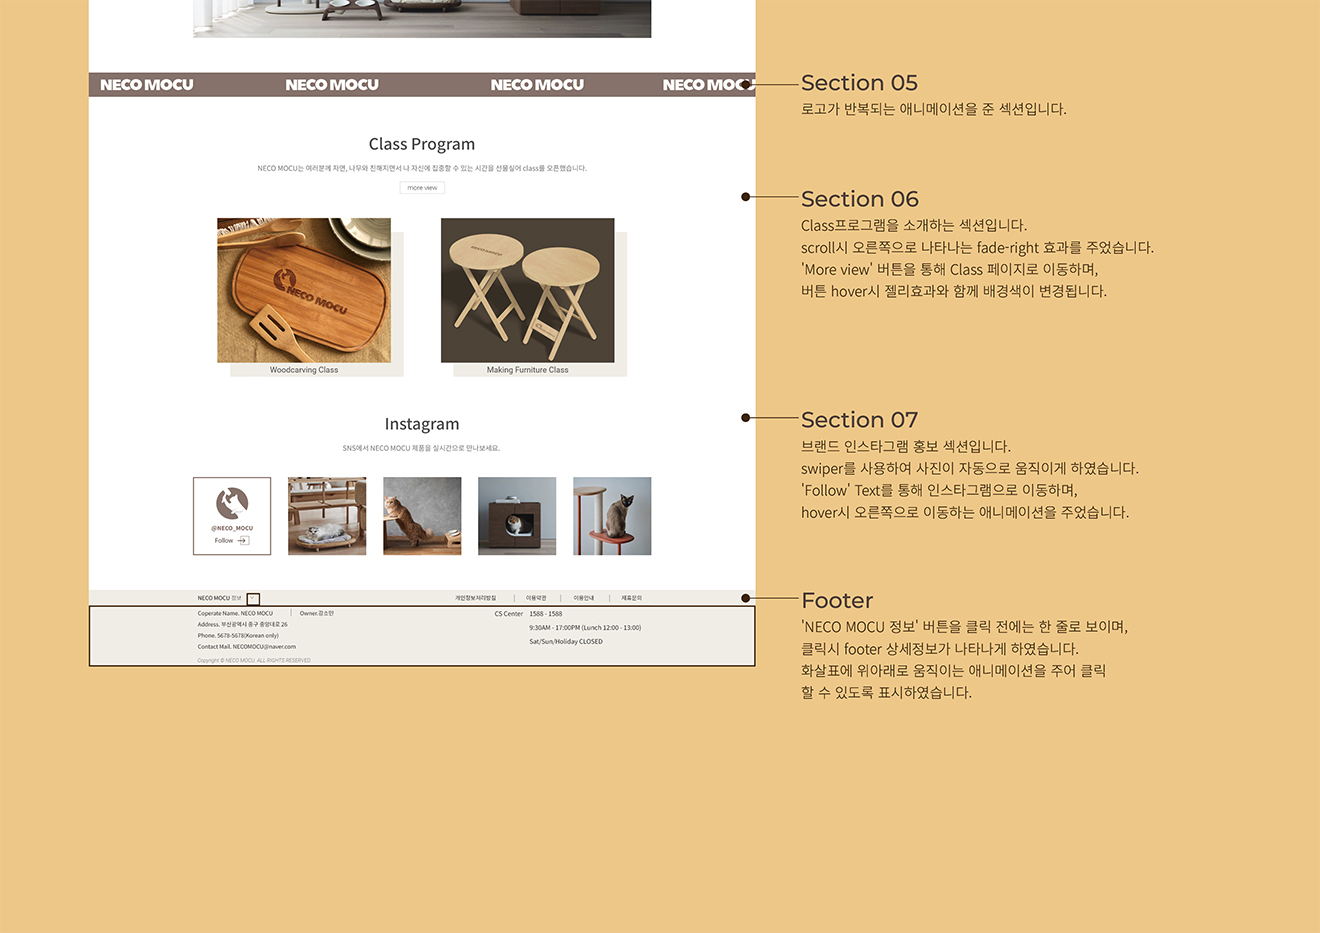 NECO MOCU NECO MOCU NECO MOCU NECO MOCU
Section 05
로고가 반복되는 애니메이션을 준 섹션입니다.
Class Program
NECO MOCU는 여러분께 자연, 나무와 친해지면서 나 자신에 집중할 수 있는 시간을 선물실어 class를 오픈했습니다.
more view
NECO MOCU
NECO MOCU
Woodcarving Class
Making Furniture Class
Section 06
Class프로그램을 소개하는 섹션입니다.
scroll시 오른쪽으로 나타나는 fade-right 효과를 주었습니다.
'More view' 버튼을 통해 Class 페이지로 이동하며,
버튼 hover시 젤리효과와 함께 배경색이 변경됩니다.
Instagram
SNS에서 NECO MOCU 제품을 실시간으로 만나보세요.
@NECO_MOCU
Follow
Section 07
브랜드 인스타그램 홍보 섹션입니다.
swiper를 사용하여 사진이 자동으로 움직이게 하였습니다.
'Follow' Text를 통해 인스타그램으로 이동하며,
hover시 오른쪽으로 이동하는 애니메이션을 주었습니다.
NECO MOCU 정보
개인정보처리방침 | 이용약관 | 이용안내 | 제휴문의
Coperate Name. NECO MOCU | Owner.강소민
Address. 부산광역시 중구 중앙대로 26
Phone. 5678-5678(Korean only)
Contact Mail. NECOMOCU@naver.com
Copyright © NECO MOCU. ALL RIGHTS RESERVED.
CS Center 1588 - 1588
9:30AM - 17:00PM (Lunch 12:00 - 13:00)
Sat/Sun/Holiday CLOSED
Footer
'NECO MOCU 정보' 버튼을 클릭 전에는 한 줄로 보이며,
클릭시 footer 상세정보가 나타나게 하였습니다.
화살표에 위아래로 움직이는 애니메이션을 주어 클릭
할 수 있도록 표시하였습니다.